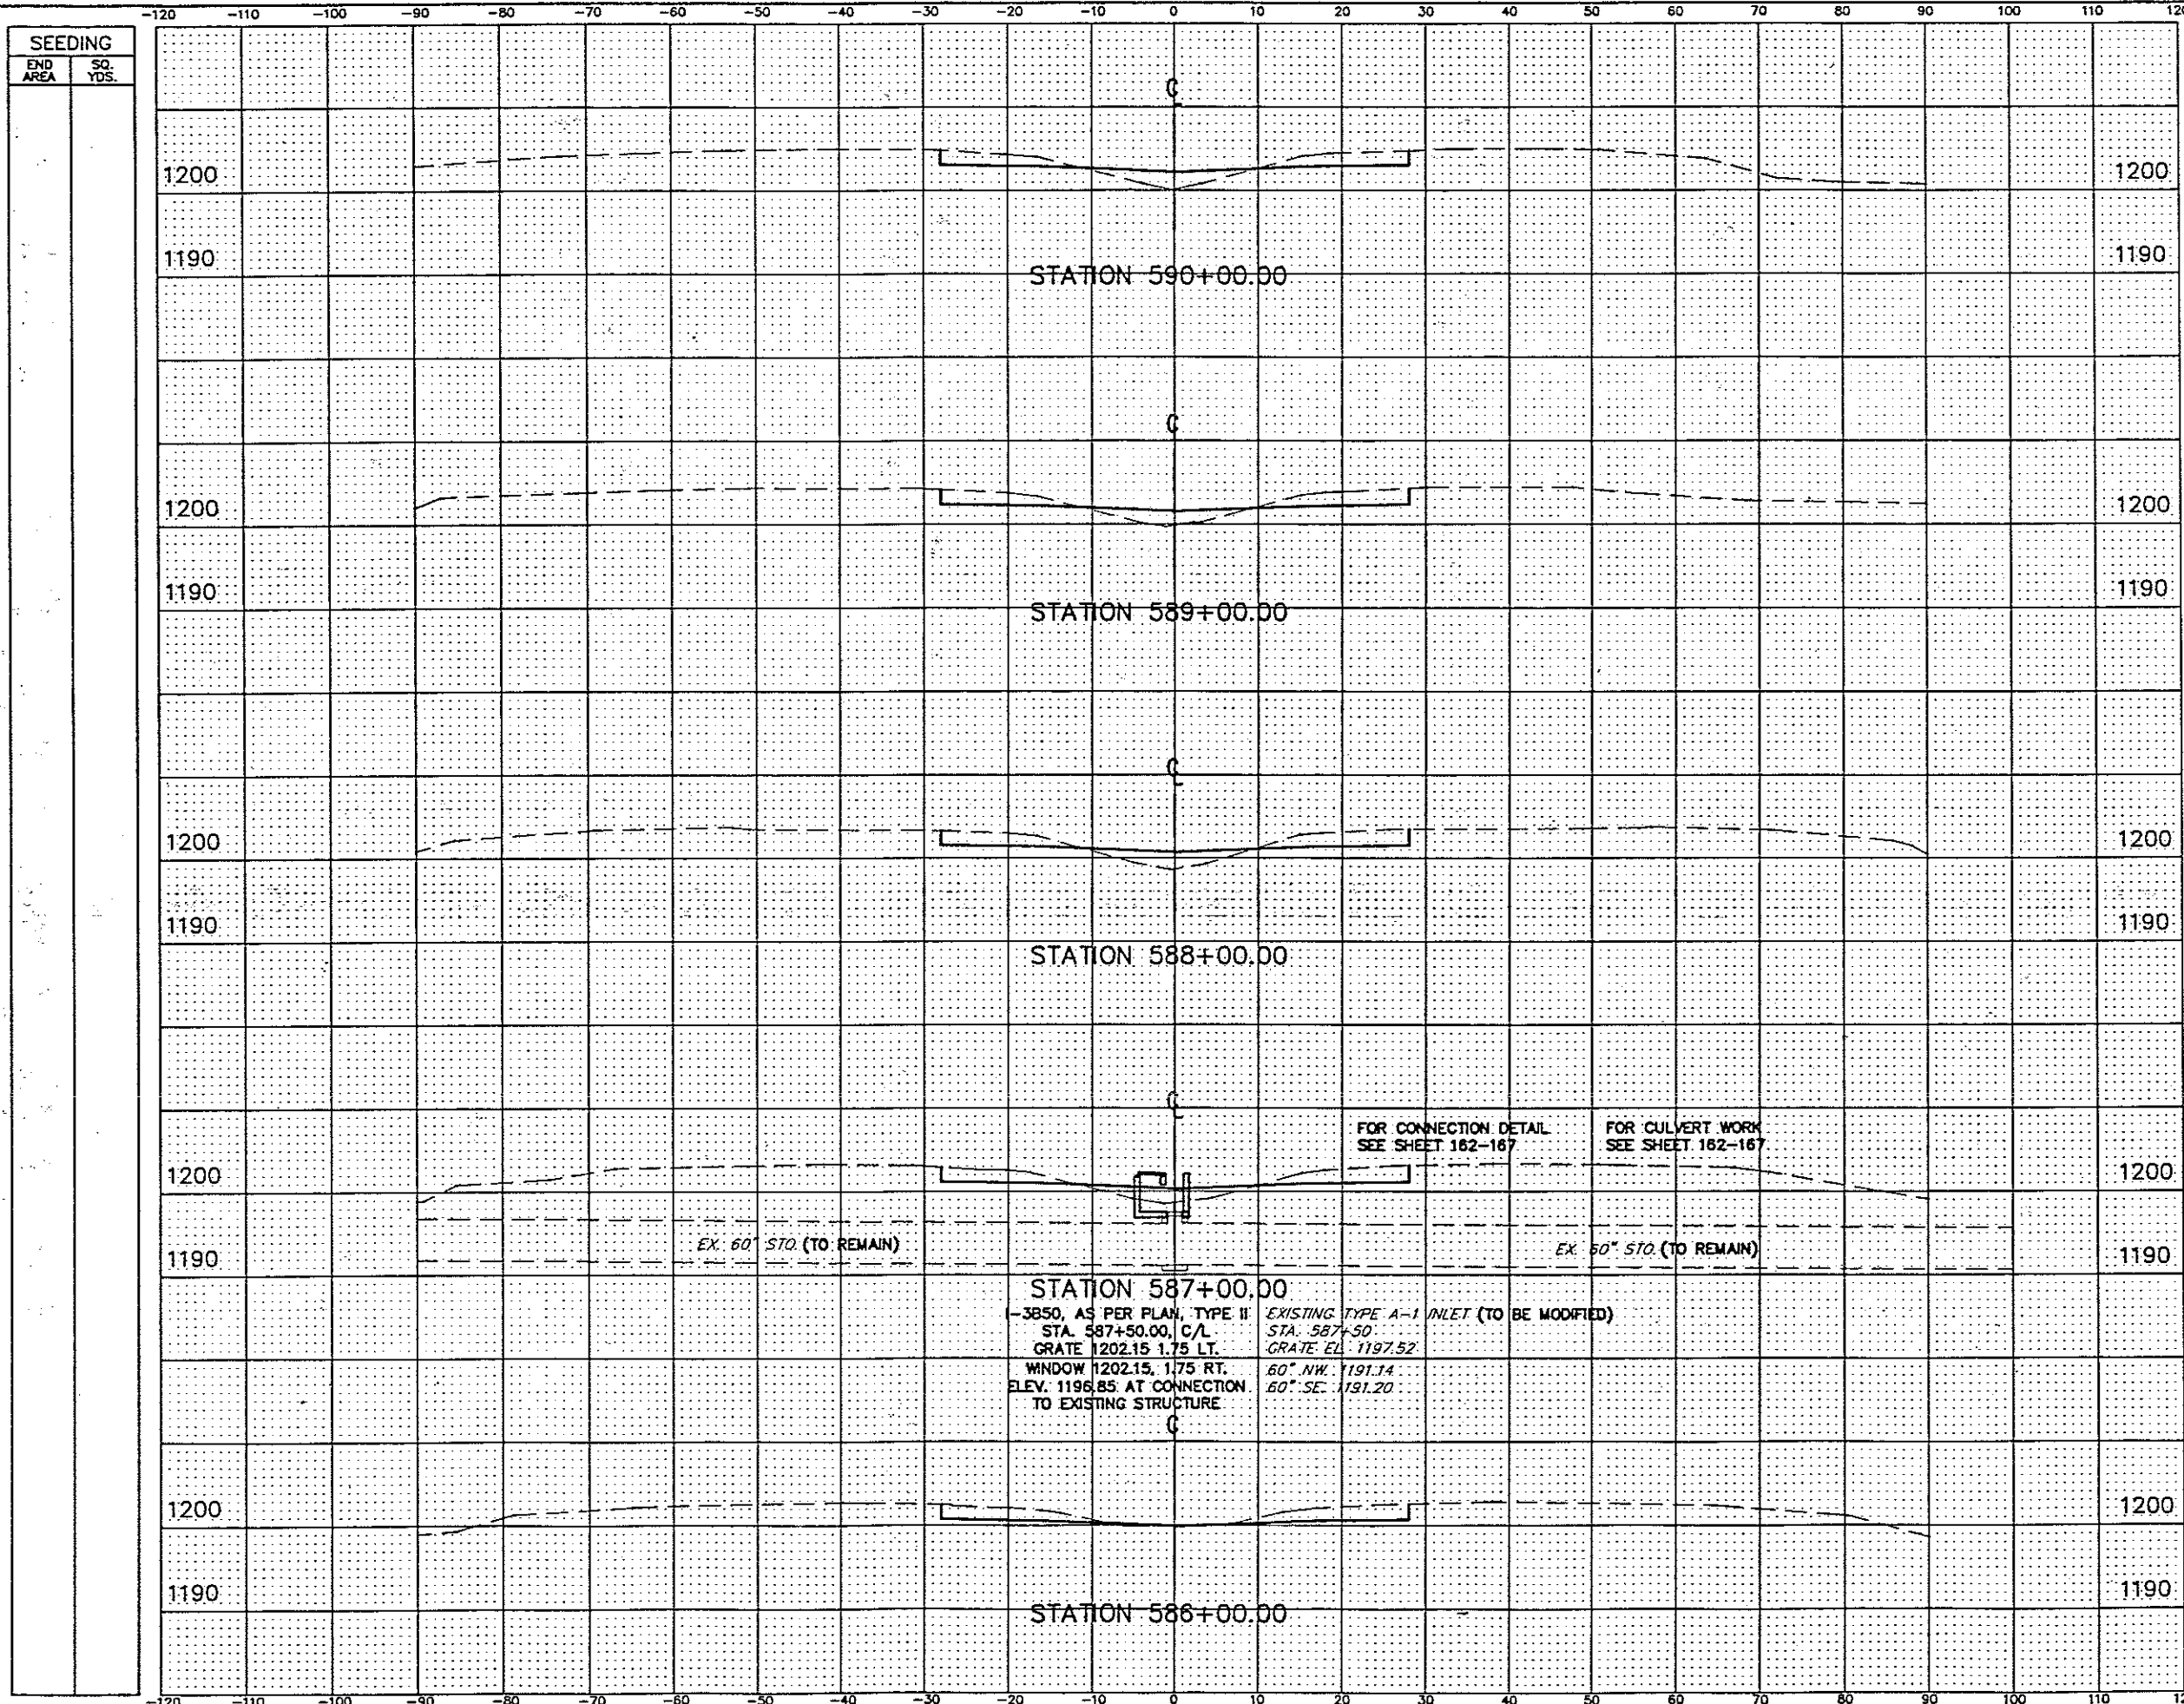 -120 -110 -100 -90 -80 -70 -60 -50 -40 -30 -20 -10 0 10 20 30 40 50 60 70 80 90 100 110 120
SEEDING
END AREA
SQ. YDS.
1200 1200
1190 1190
STATION 590+00.00
1200 1200
1190 1190
STATION 589+00.00
1200 1200
1190 1190
STATION 588+00.00
FOR CONNECTION DETAIL
SEE SHEET 162-167
FOR CULVERT WORK
SEE SHEET 162-167
1200 1200
EX. 60" STO. (TO REMAIN)
EX. 60" STO. (TO REMAIN)
1190 1190
STATION 587+00.00
I-3B50, AS PER PLAN, TYPE II
STA. 587+50.00, C/L
GRATE 1202.15 1.75 LT.
WINDOW 1202.15, 1.75 RT.
ELEV. 1196.85 AT CONNECTION
TO EXISTING STRUCTURE
EXISTING TYPE A-1 INLET (TO BE MODIFIED)
STA. 587+50
GRATE EL. 1197.52
60" NW. 1191.14
60" SE. 1191.20
1200 1200
1190 1190
STATION 586+00.00
-120 -110 -100 -90 -80 -70 -60 -50 -40 -30 -20 -10 0 10 20 30 40 50 60 70 80 90 100 110 120